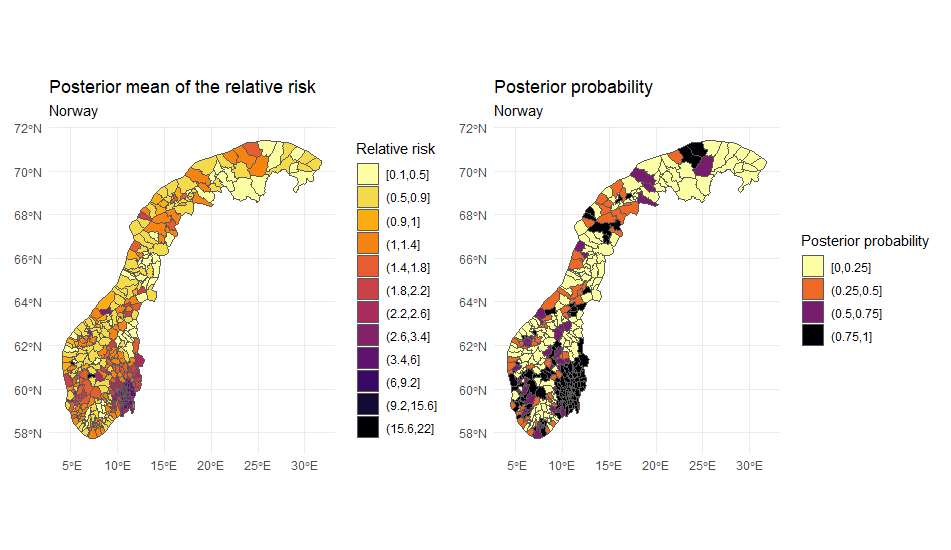 Posterior mean of the relative risk
Norway
72°N
70°N
68°N
66°N
64°N
62°N
60°N
58°N
5°E
10°E
15°E
20°E
25°E
30°E
Relative risk
[0.1,0.5]
(0.5,0.9]
(0.9,1]
(1,1.4]
(1.4,1.8]
(1.8,2.2]
(2.2,2.6]
(2.6,3.4]
(3.4,6]
(6,9.2]
(9.2,15.6]
(15.6,22]
Posterior probability
Norway
72°N
70°N
68°N
66°N
64°N
62°N
60°N
58°N
5°E
10°E
15°E
20°E
25°E
30°E
Posterior probability
[0,0.25]
(0.25,0.5]
(0.5,0.75]
(0.75,1]